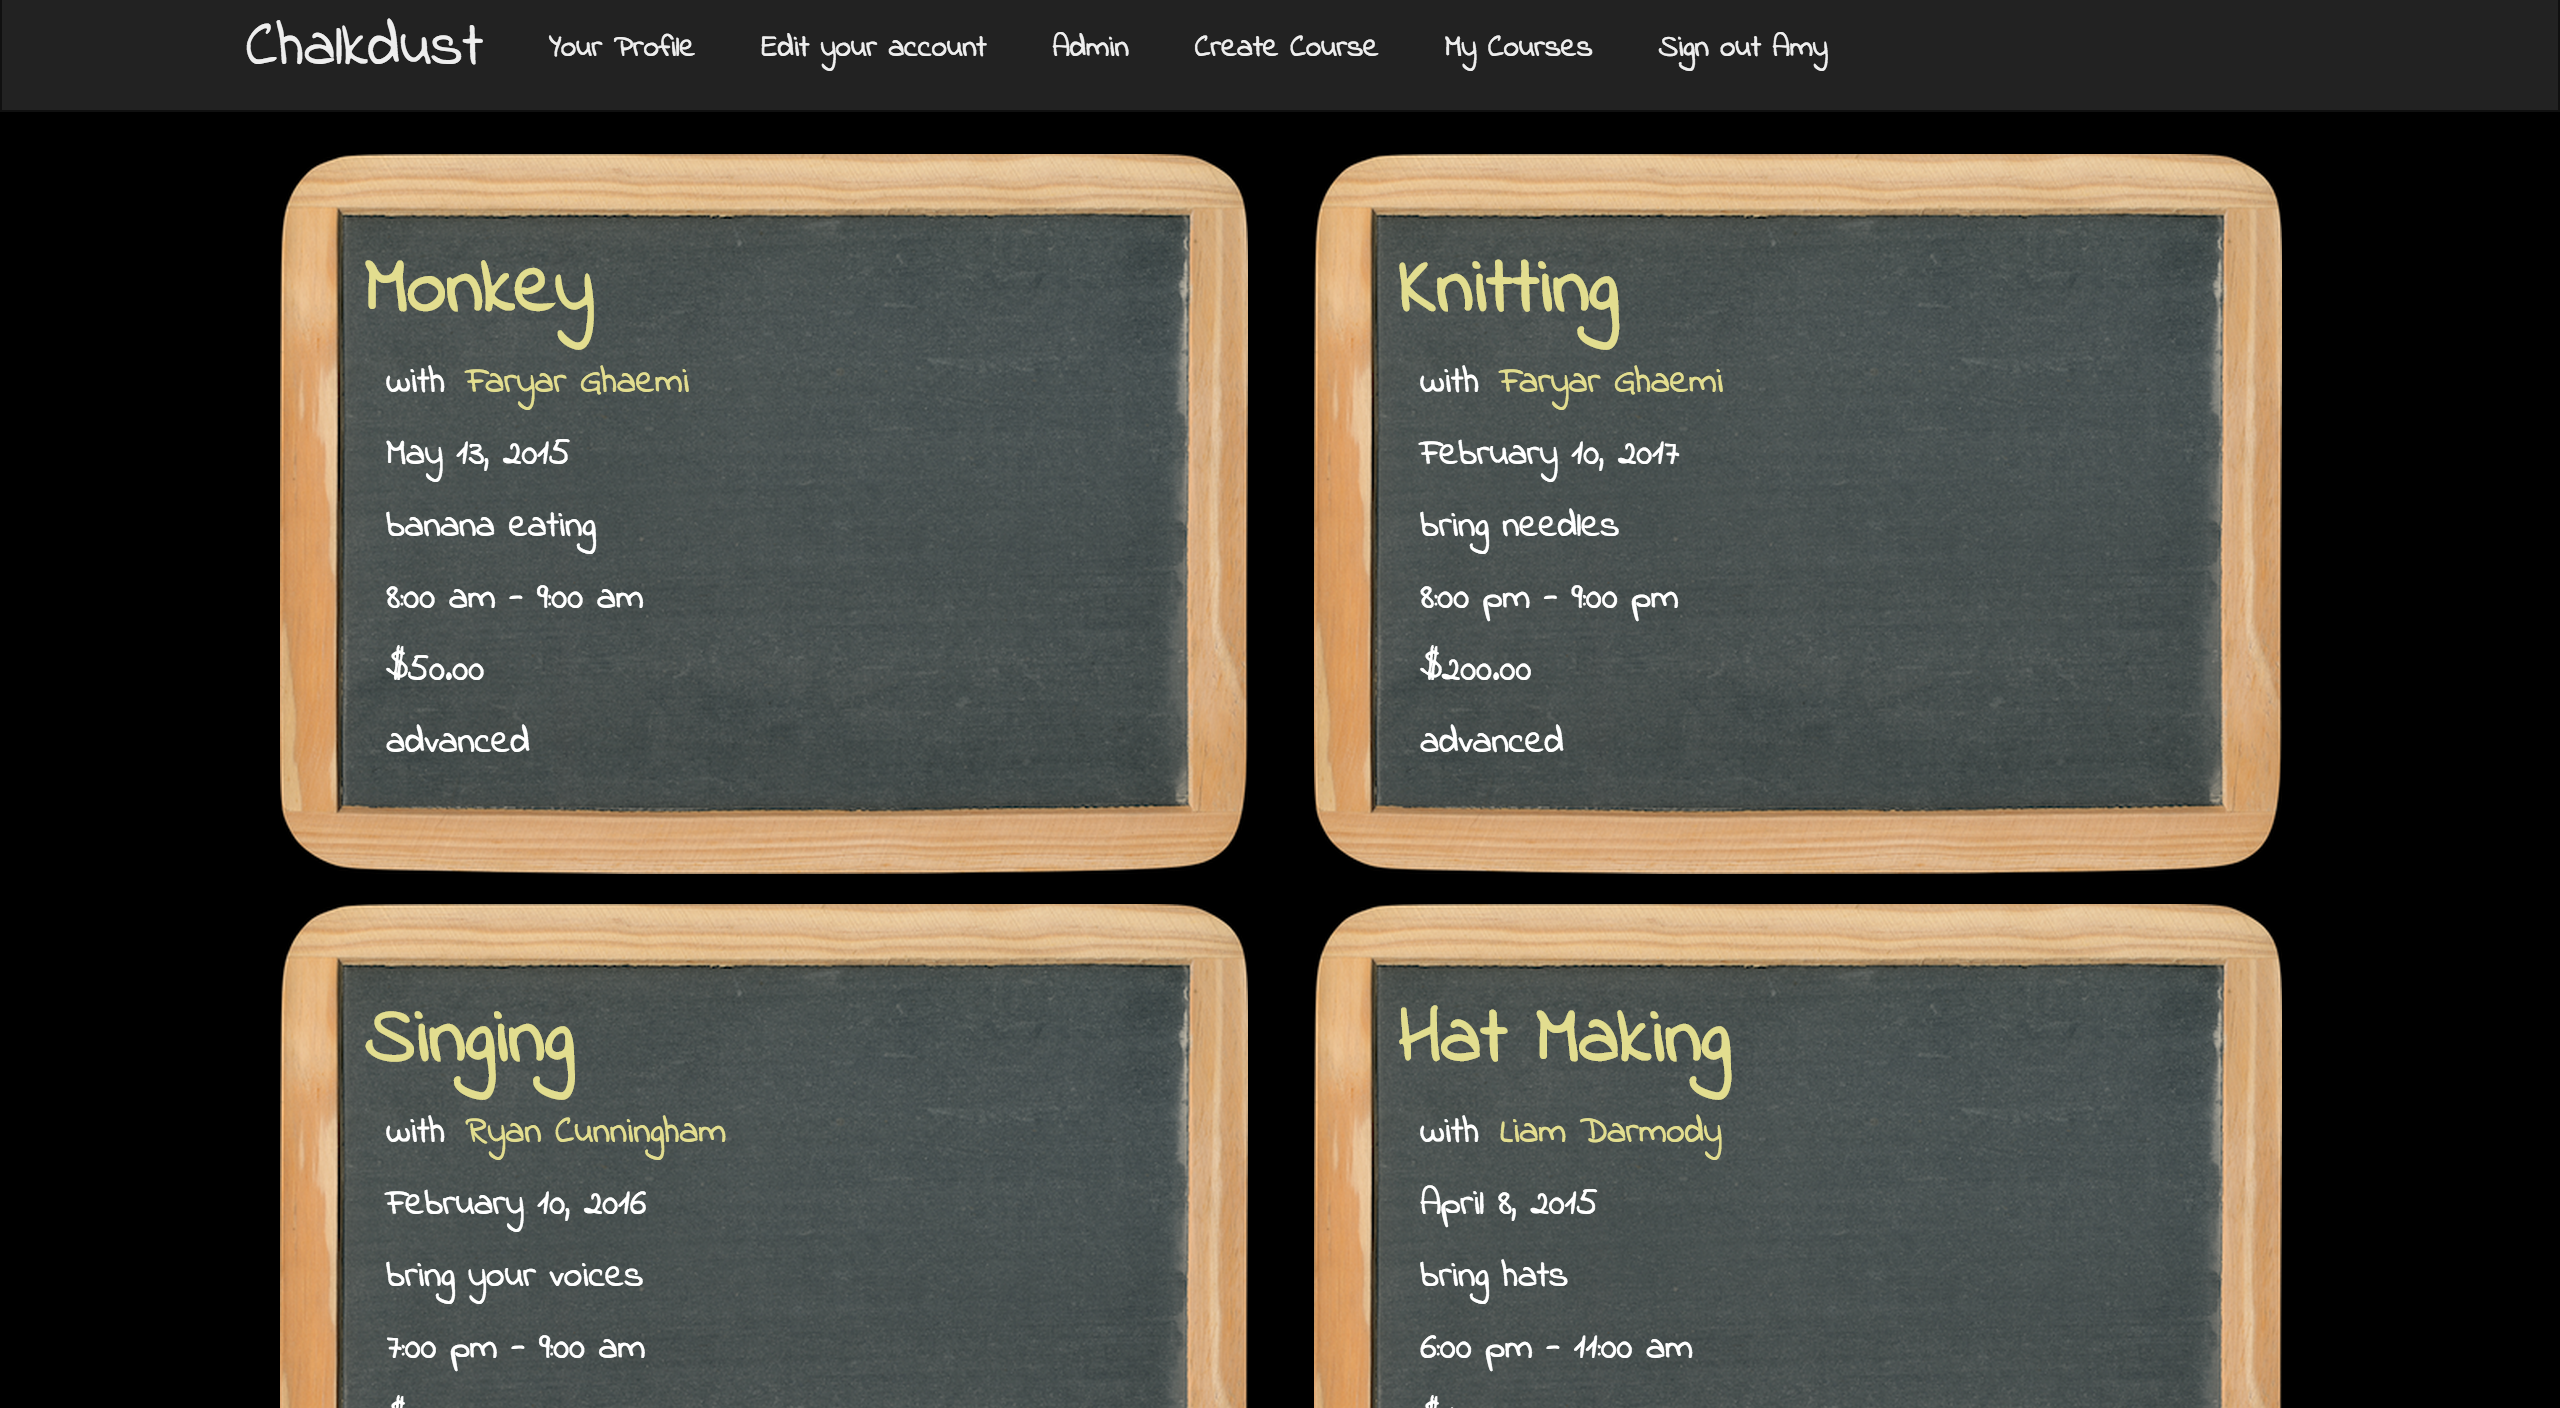 Chalkdust Your Profile Edit your account Admin Create Course My Courses Sign out Amy
Monkey
with Faryar Ghaemi
May 13, 2015
banana eating
8:00 am - 9:00 am
$50.00
advanced
Knitting
with Faryar Ghaemi
February 10, 2017
bring needles
8:00 pm - 9:00 pm
$200.00
advanced
Singing
with Ryan Cunningham
February 10, 2016
bring your voices
7:00 pm - 9:00 am
Hat Making
with Liam Darmody
April 8, 2015
bring hats
6:00 pm - 11:00 am